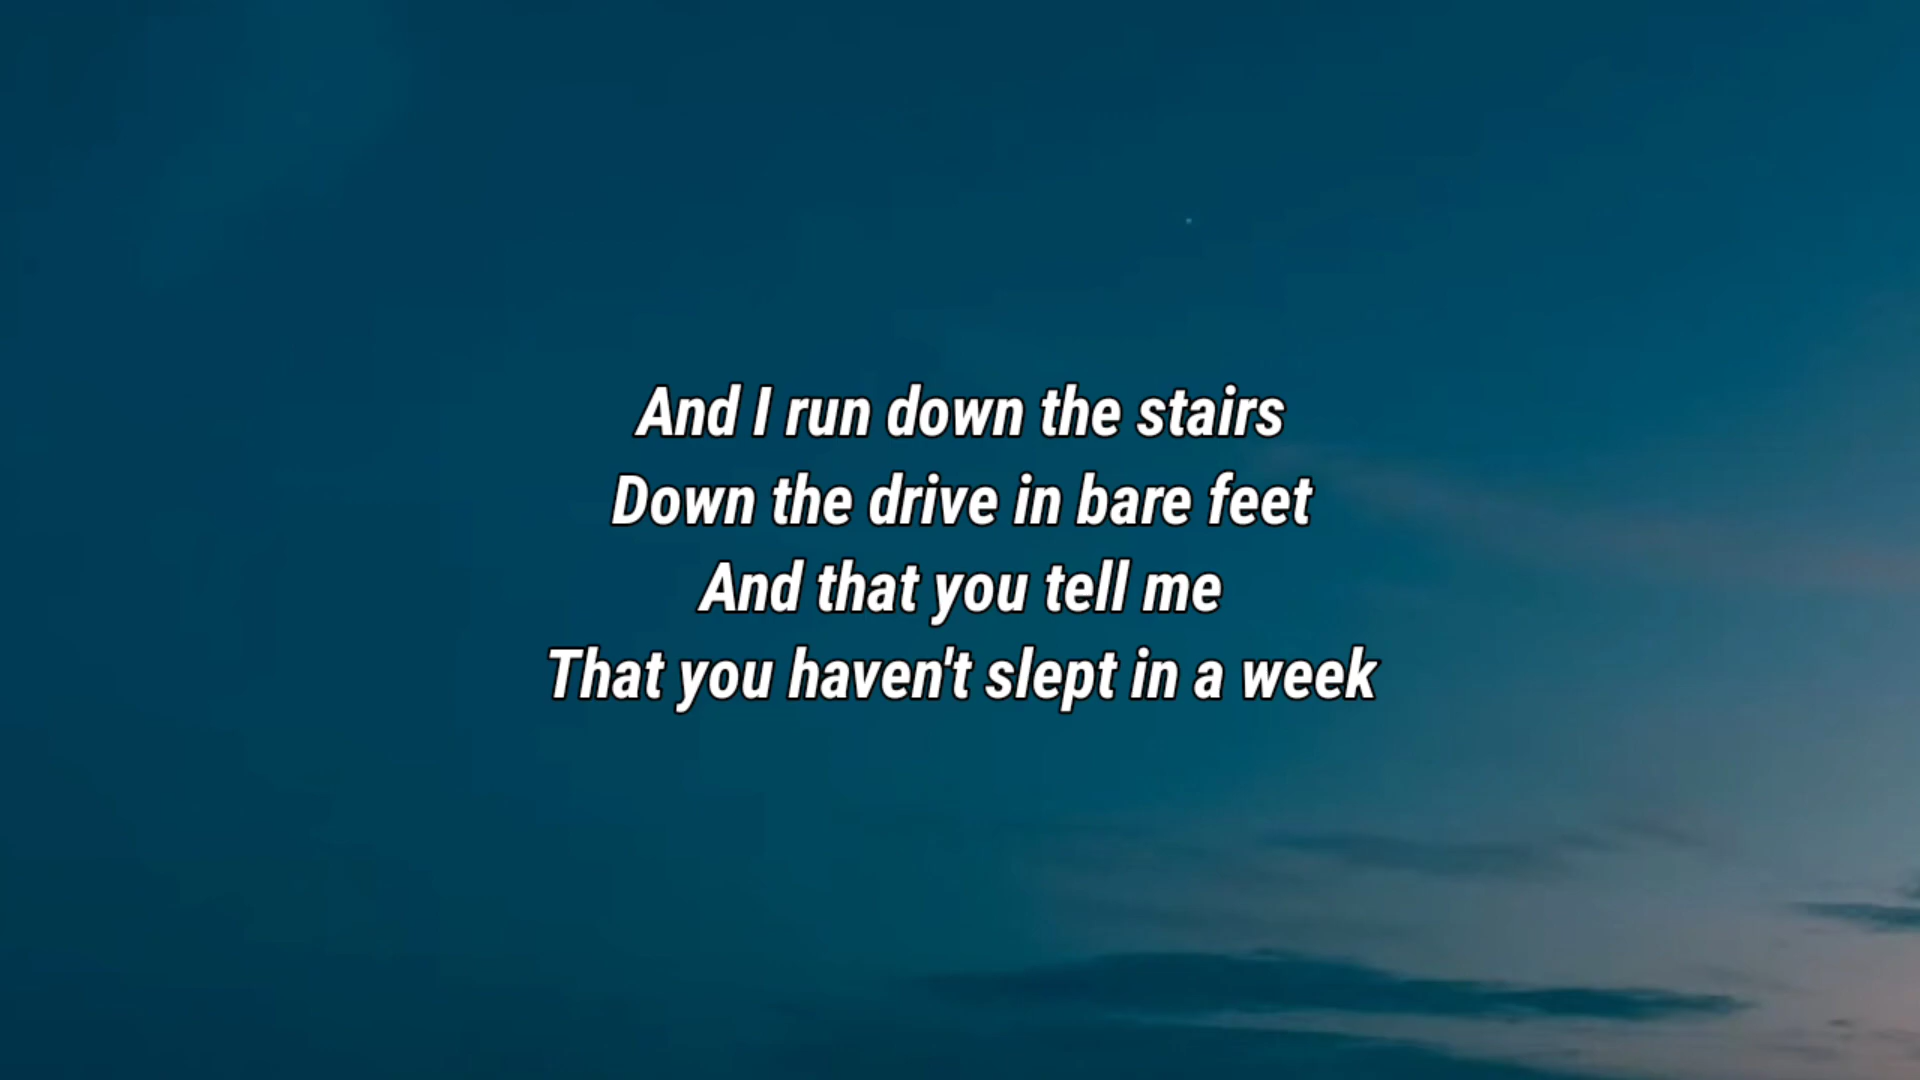 And I run down the stairs
Down the drive in bare feet
And that you tell me
That you haven't slept in a week